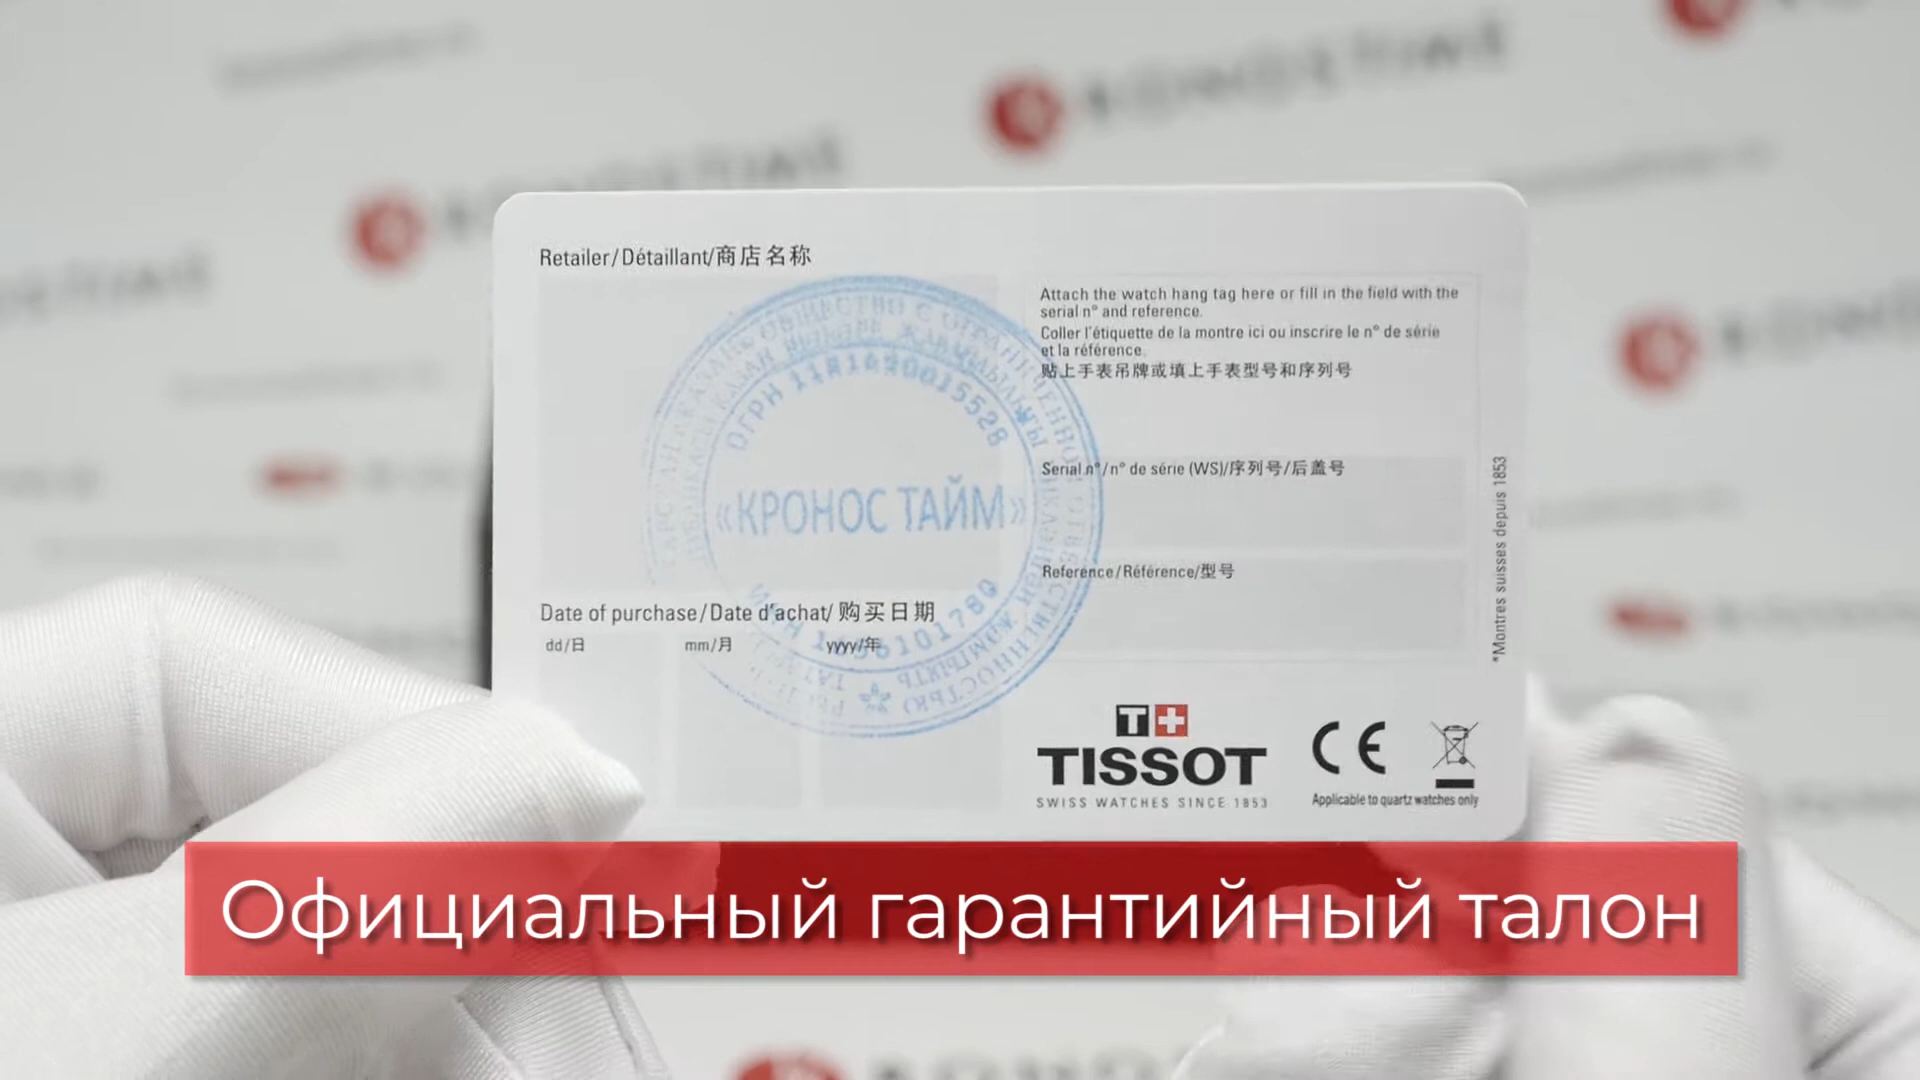 Retailer/Détaillant/商店名称
Attach the watch hang tag here or fill in the field with the
serial n° and reference.
Coller l'étiquette de la montre ici ou inscrire le n° de série
et la référence.
贴上手表吊牌或填上手表型号和序列号
ОГРН 1181690015528
«КРОНОС ТАЙМ»
Serial n°/n° de série (WS)/序列号/后盖号
Reference/Référence/型号
*Montres suisses depuis 1853
Date of purchase/Date d'achat/购买日期
dd/日 mm/月 yyyy/年
T+
TISSOT
SWISS WATCHES SINCE 1853
CE
Applicable to quartz watches only
Официальный гарантийный талон